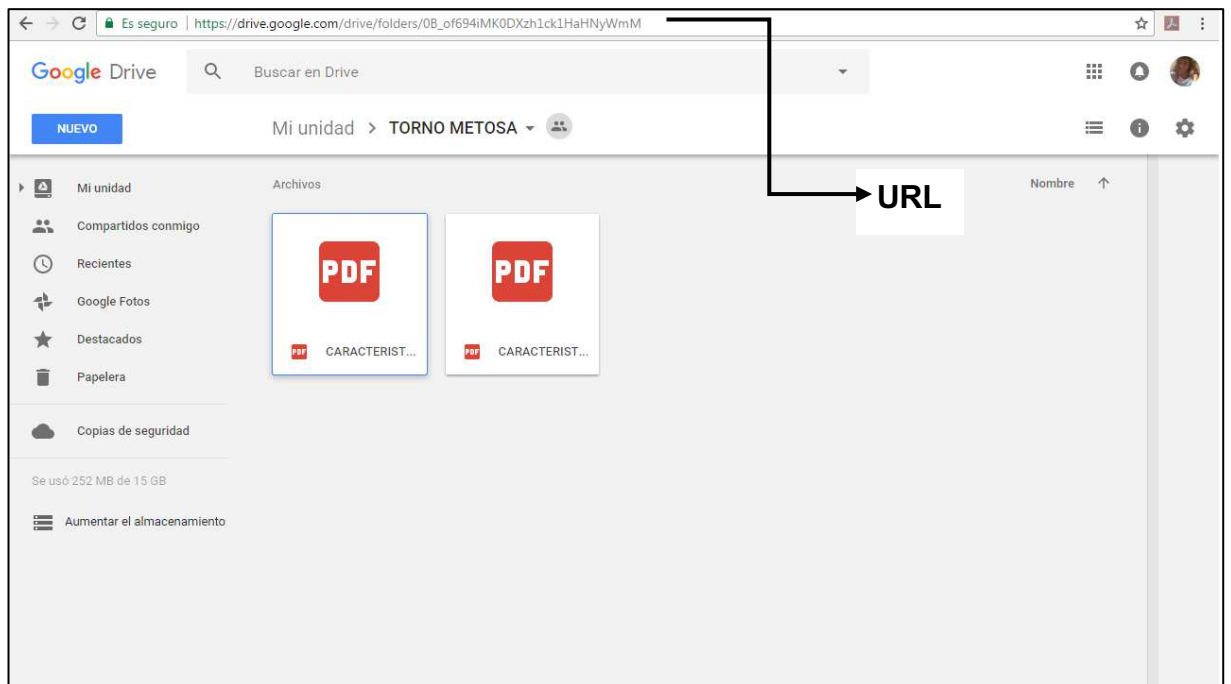 Es seguro | https://drive.google.com/drive/folders/0B_of694iMK0DXzh1ck1HaHNyWmM
Google Drive
Buscar en Drive
NUEVO
Mi unidad > TORNO METOSA
Mi unidad
Compartidos conmigo
Recientes
Google Fotos
Destacados
Papelera
Copias de seguridad
Se usó 252 MB de 15 GB
Aumentar el almacenamiento
Archivos
Nombre
URL
PDF
PDF
PDF CARACTERIST...
PDF CARACTERIST...